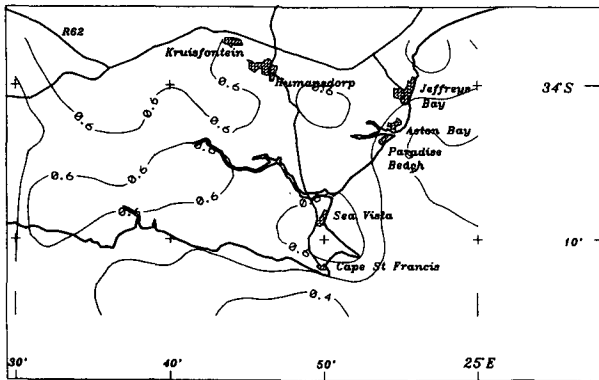 R62
Kruisfontein
Humansdorp
0.6
0.6
0.6
0.6
34°S
Jeffreys
Bay
Aston Bay
Paradise
Beach
0.6
0.6
0.6
0.6
Sea Vista
10'
0.6
Cape St Francis
0.4
30'
40'
50'
25°E